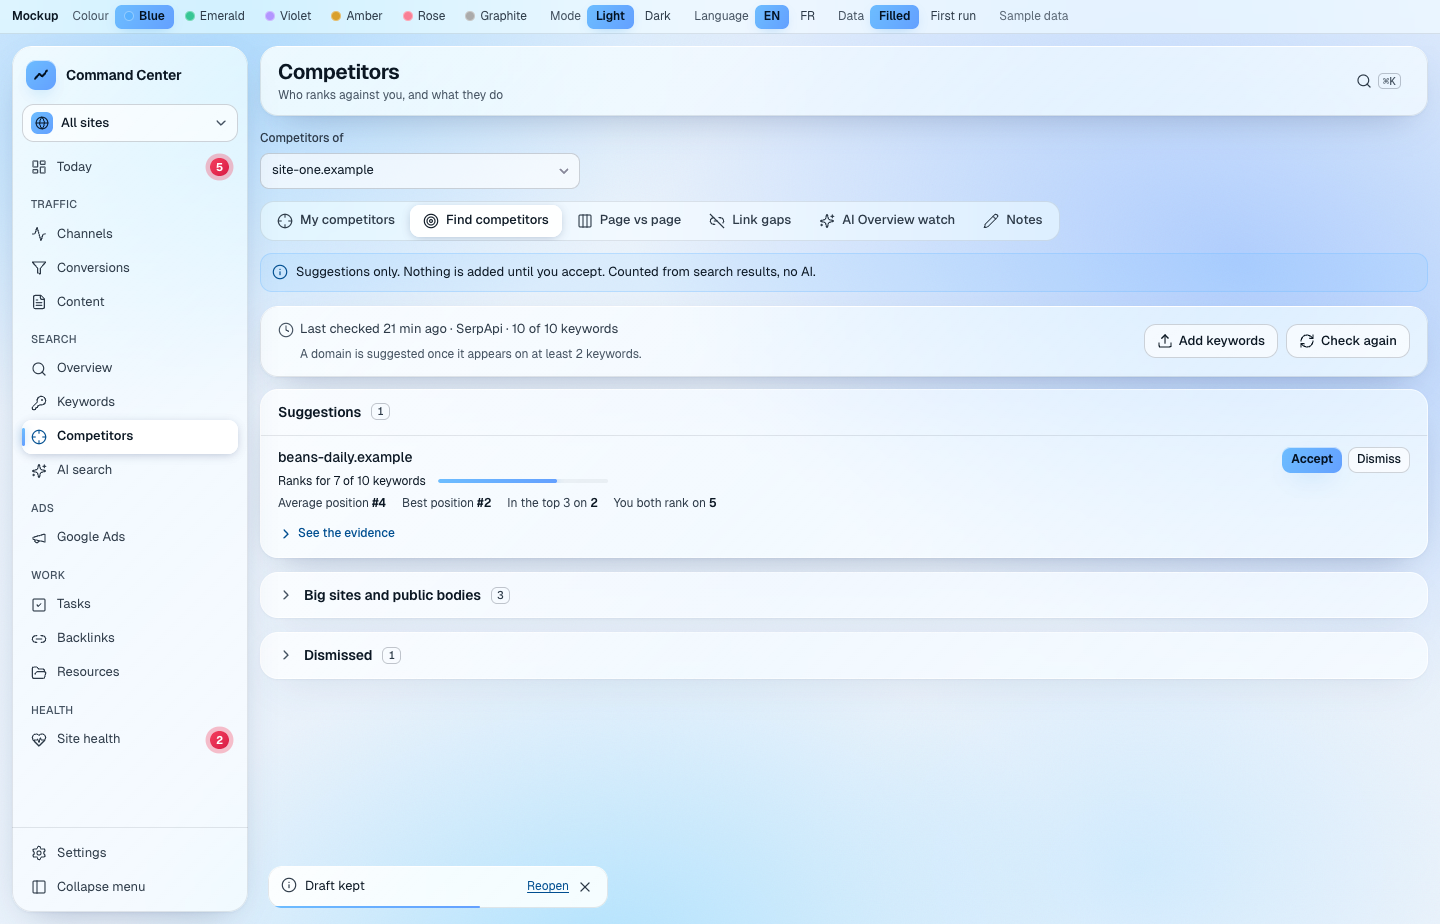 Mockup Colour Blue Emerald Violet Amber Rose Graphite Mode Light Dark Language EN FR Data Filled First run Sample data
Command Center
All sites
Today 5
TRAFFIC
Channels
Conversions
Content
SEARCH
Overview
Keywords
Competitors
AI search
ADS
Google Ads
WORK
Tasks
Backlinks
Resources
HEALTH
Site health 2
Settings
Collapse menu
Competitors
Who ranks against you, and what they do
⌘K
Competitors of
site-one.example
My competitors Find competitors Page vs page Link gaps AI Overview watch Notes
Suggestions only. Nothing is added until you accept. Counted from search results, no AI.
Last checked 21 min ago · SerpApi · 10 of 10 keywords
A domain is suggested once it appears on at least 2 keywords.
Add keywords Check again
Suggestions 1
beans-daily.example
Accept Dismiss
Ranks for 7 of 10 keywords
Average position #4 Best position #2 In the top 3 on 2 You both rank on 5
See the evidence
Big sites and public bodies 3
Dismissed 1
Draft kept Reopen